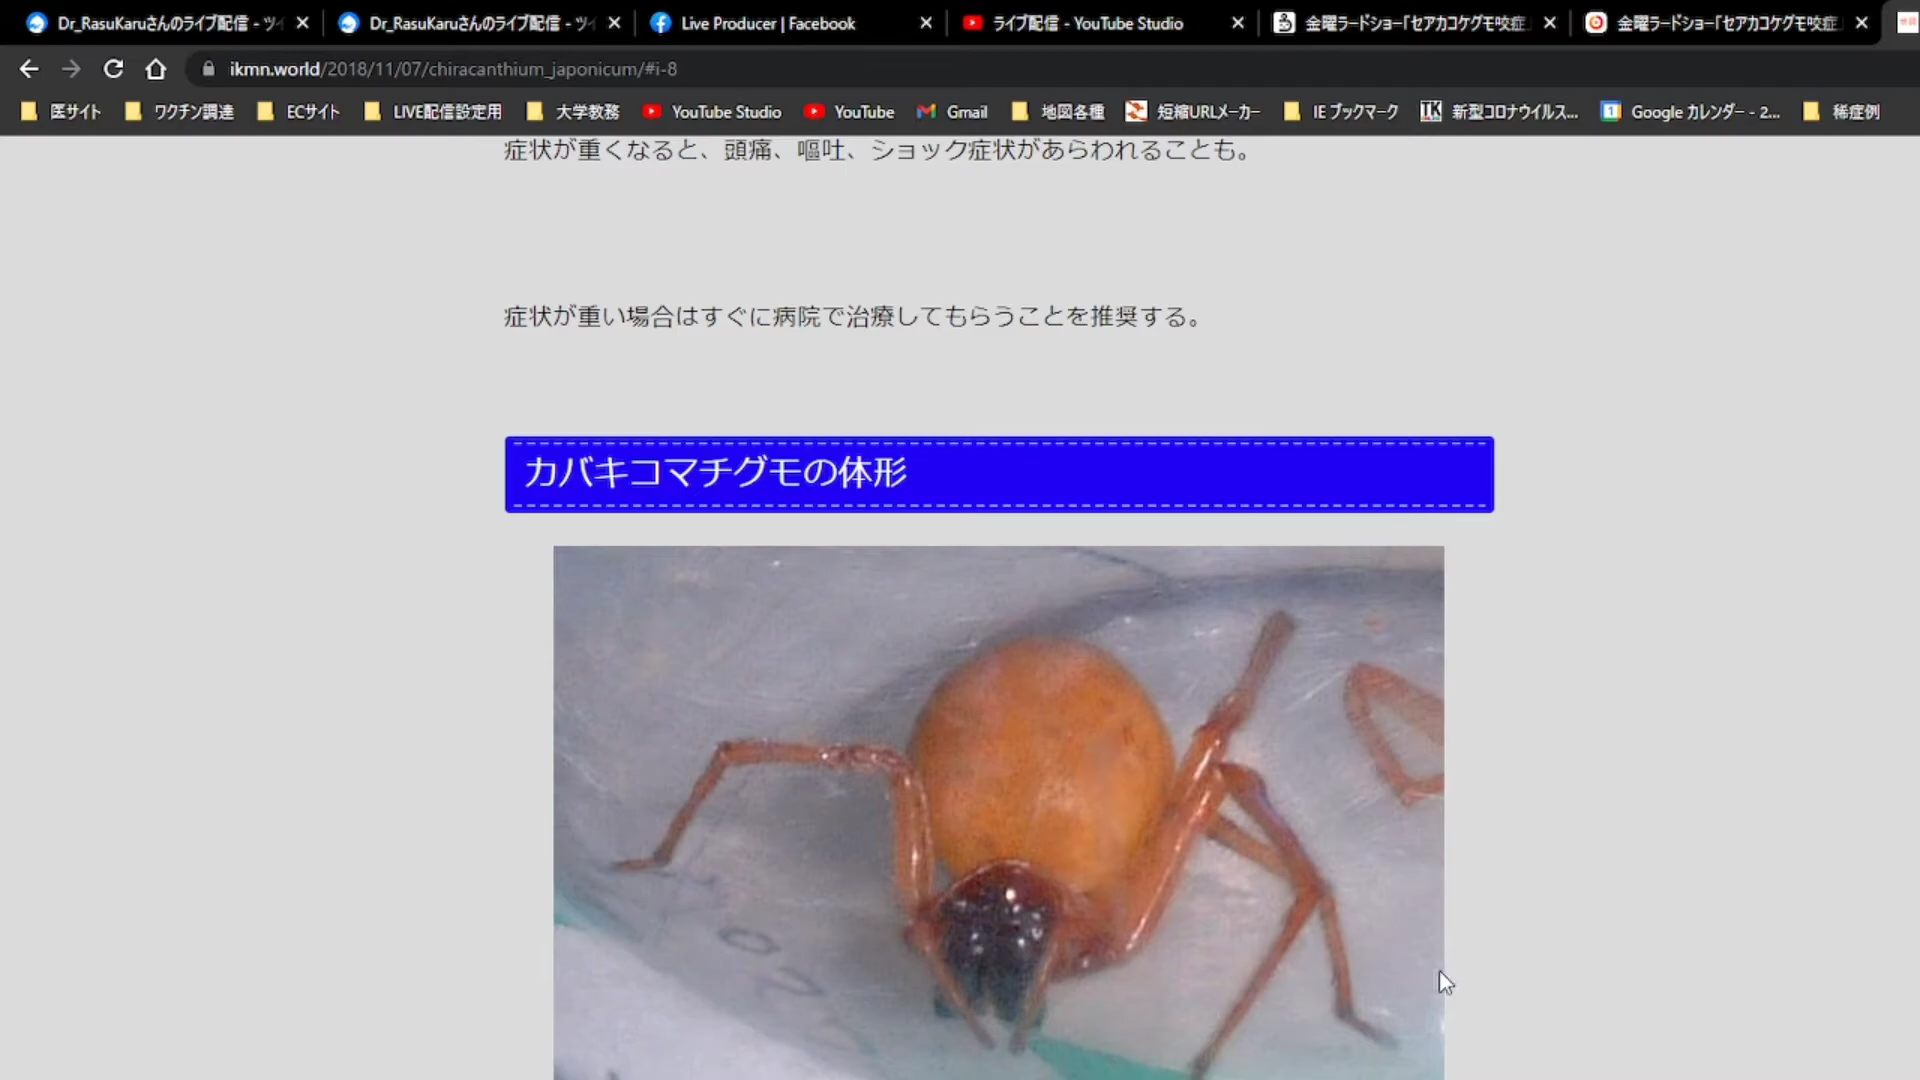 Dr_RasuKaruさんのライブ配信 - ツイ
Dr_RasuKaruさんのライブ配信 - ツイ
Live Producer | Facebook
ライブ配信 - YouTube Studio
金曜ラードショー「セアカコケグモ咬症
金曜ラードショー「セアカコケグモ咬症
ikmn.world/2018/11/07/chiracanthium_japonicum/#i-8
医サイト
ワクチン調達
ECサイト
LIVE配信設定用
大学教務
YouTube Studio
YouTube
Gmail
地図各種
短縮URLメーカー
IE ブックマーク
新型コロナウイルス...
Google カレンダー - 2...
稀症例
症状が重くなると、頭痛、嘔吐、ショック症状があらわれることも。
症状が重い場合はすぐに病院で治療してもらうことを推奨する。
カバキコマチグモの体形